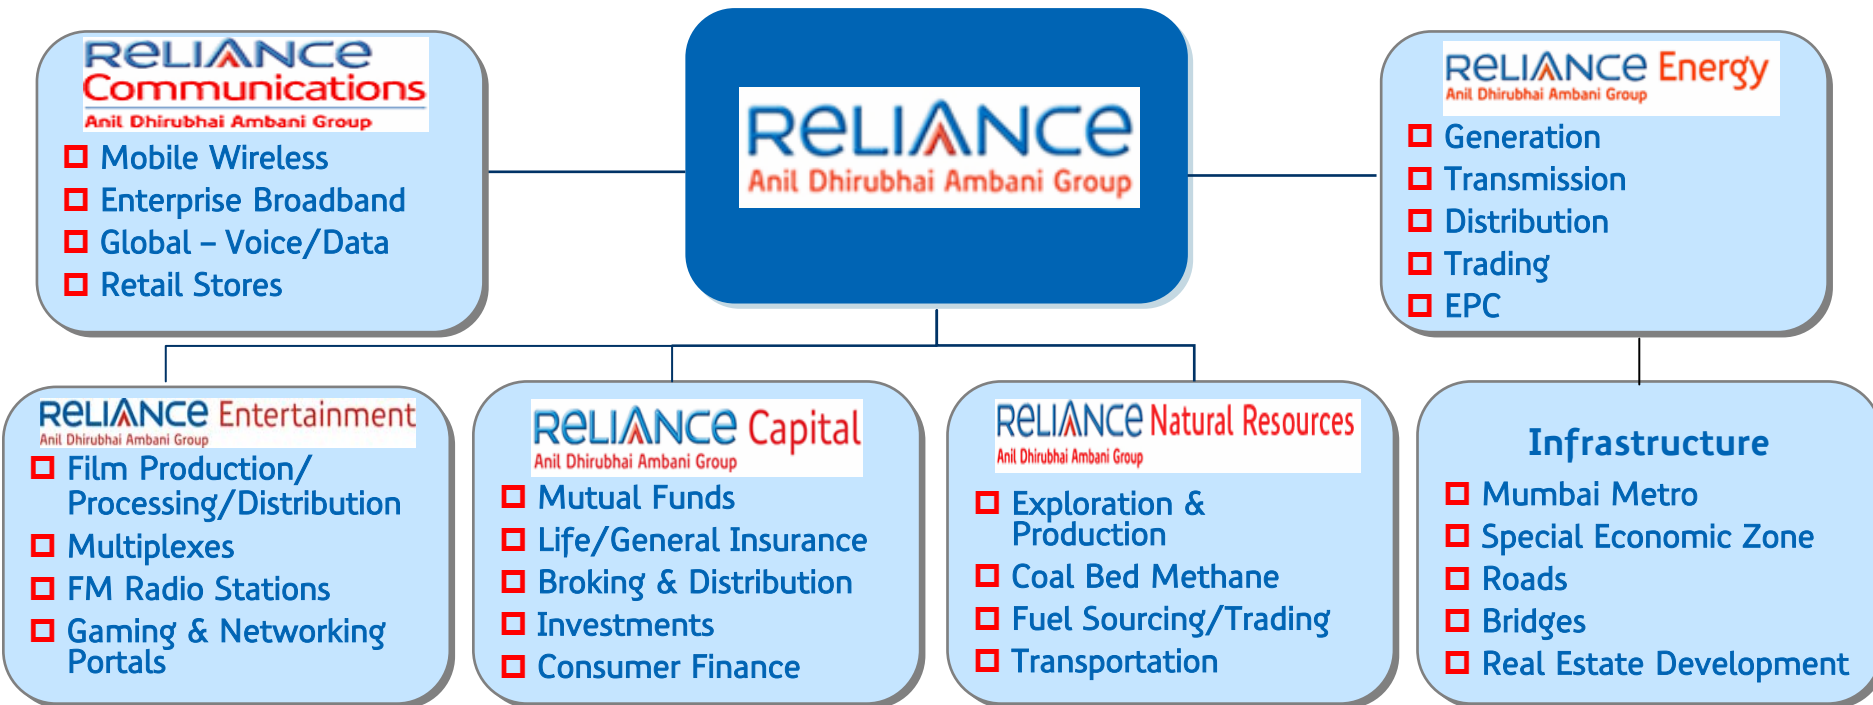 RELIANCE
Communications
Anil Dhirubhai Ambani Group
Mobile Wireless
Enterprise Broadband
Global – Voice/Data
Retail Stores
RELIANCE
Anil Dhirubhai Ambani Group
RELIANCE Energy
Anil Dhirubhai Ambani Group
Generation
Transmission
Distribution
Trading
EPC
RELIANCE Entertainment
Anil Dhirubhai Ambani Group
Film Production/
Processing/Distribution
Multiplexes
FM Radio Stations
Gaming & Networking
Portals
RELIANCE Capital
Anil Dhirubhai Ambani Group
Mutual Funds
Life/General Insurance
Broking & Distribution
Investments
Consumer Finance
RELIANCE Natural Resources
Anil Dhirubhai Ambani Group
Exploration &
Production
Coal Bed Methane
Fuel Sourcing/Trading
Transportation
Infrastructure
Mumbai Metro
Special Economic Zone
Roads
Bridges
Real Estate Development